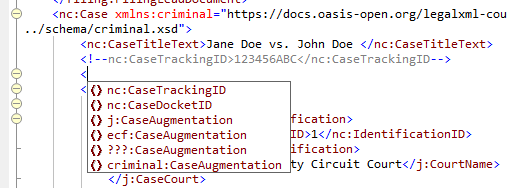 <nc:Case xmlns:criminal="https://docs.oasis-open.org/legalxml-cou
../schema/criminal.xsd">
<nc:CaseTitleText>Jane Doe vs. John Doe </nc:CaseTitleText>
<!--nc:CaseTrackingID>123456ABC</nc:CaseTrackingID-->
<
<
{} nc:CaseTrackingID
{} nc:CaseDocketID
{} j:CaseAugmentation
{} ecf:CaseAugmentation
{} ???:CaseAugmentation
{} criminal:CaseAugmentation
ification>
ID>1</nc:IdentificationID>
ification>
ty Circuit Court</j:CourtName>
</j:CaseCourt>